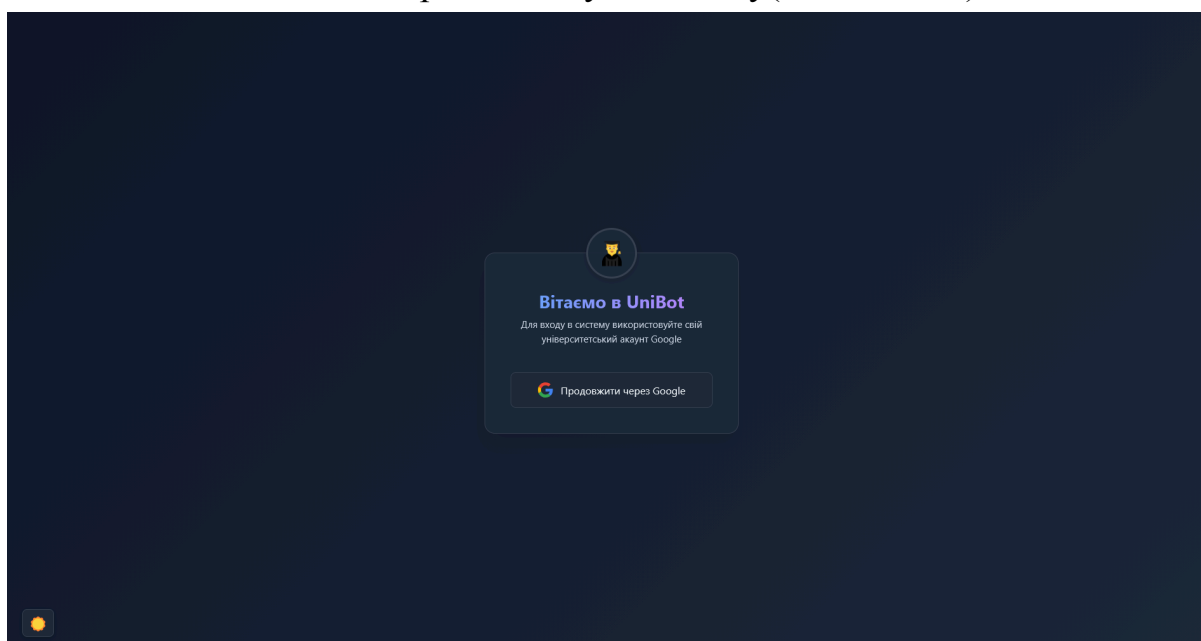 Вітаємо в UniBot
Для входу в систему використовуйте свій
університетський акаунт Google
Продовжити через Google